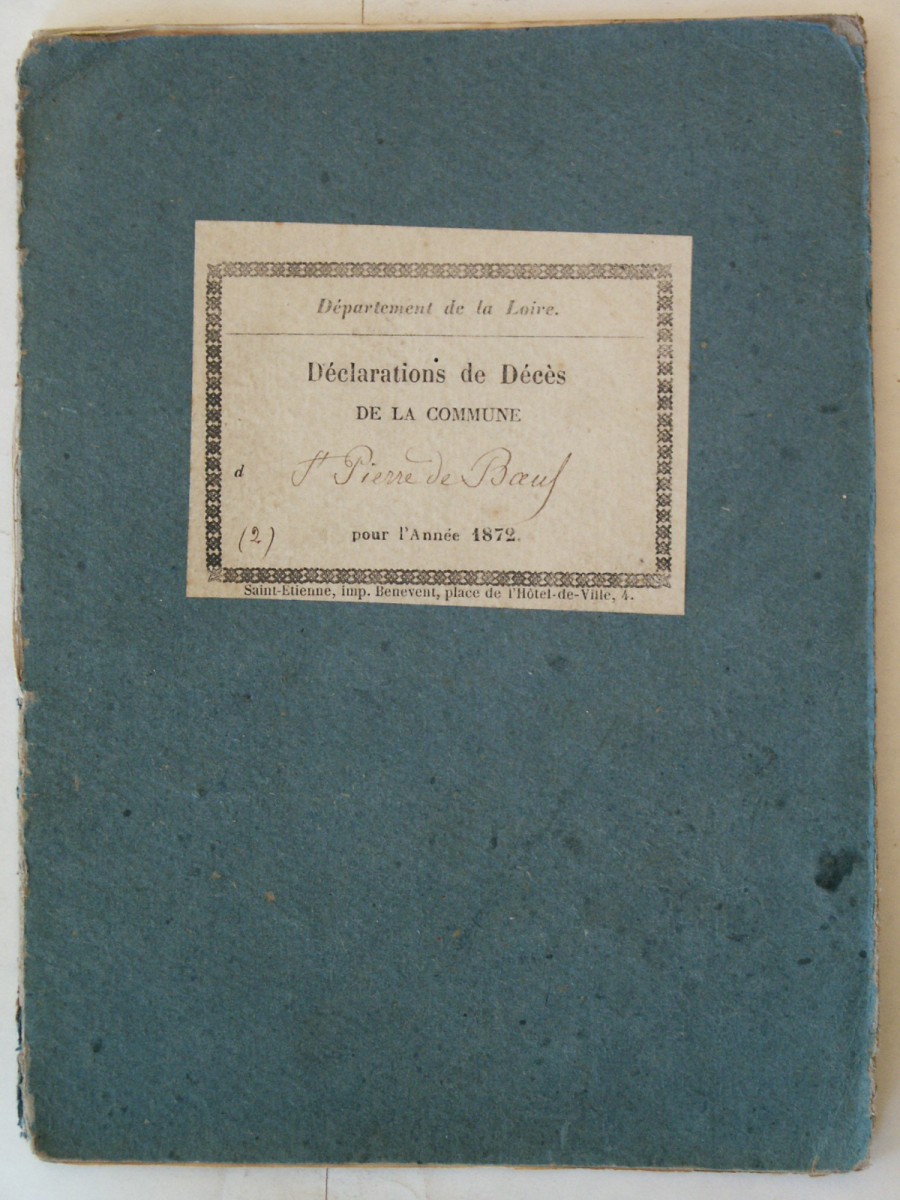 Département de la Loire.
Déclarations de Décès
DE LA COMMUNE
d St Pierre de Bœuf
(2) pour l'Année 1872.
Saint-Etienne, imp. Benevent, place de l'Hôtel-de-Ville, 4.